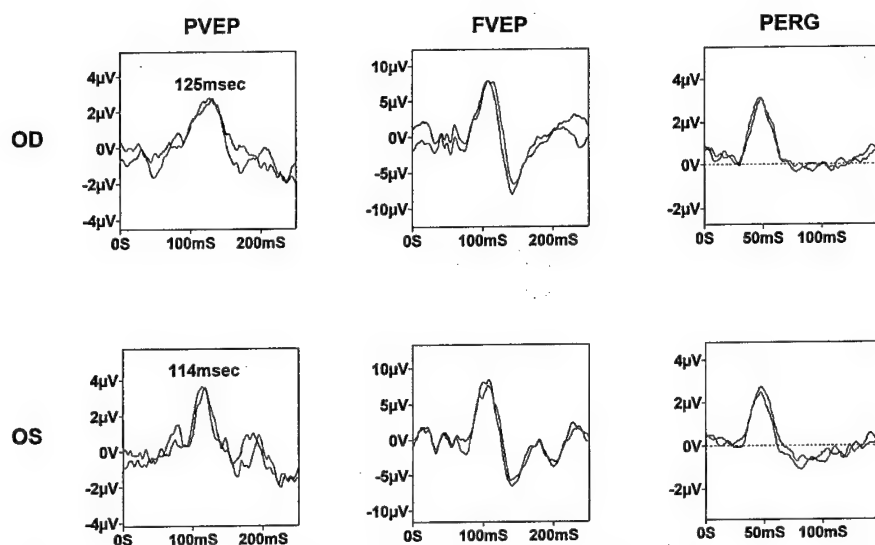 PVEP FVEP PERG
OD
4µV
2µV
0V
-2µV
-4µV
125msec
0S 100mS 200mS
10µV
5µV
0V
-5µV
-10µV
0S 100mS 200mS
4µV
2µV
0V
-2µV
0S 50mS 100mS
OS
4µV
2µV
0V
-2µV
-4µV
114msec
0S 100mS 200mS
10µV
5µV
0V
-5µV
-10µV
0S 100mS 200mS
4µV
2µV
0V
-2µV
0S 50mS 100mS